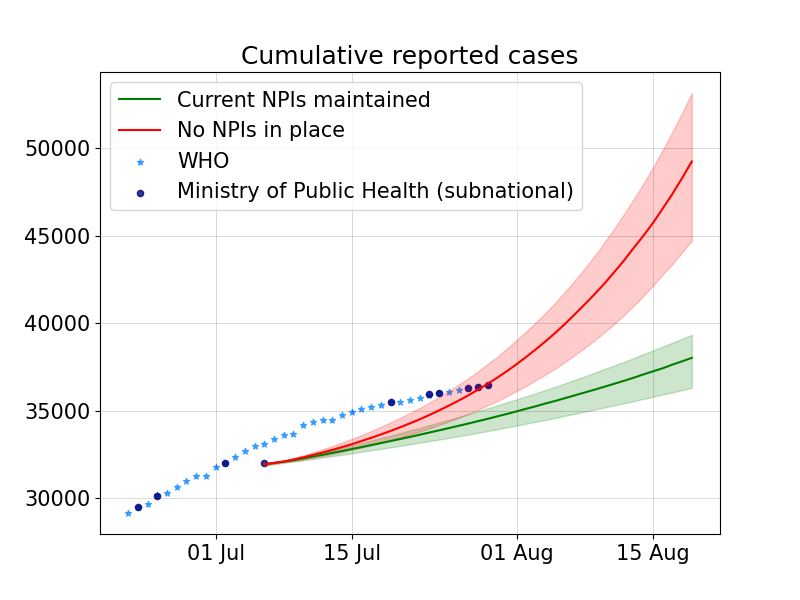 Cumulative reported cases
Current NPIs maintained
No NPIs in place
WHO
Ministry of Public Health (subnational)
50000
45000
40000
35000
30000
01 Jul
15 Jul
01 Aug
15 Aug